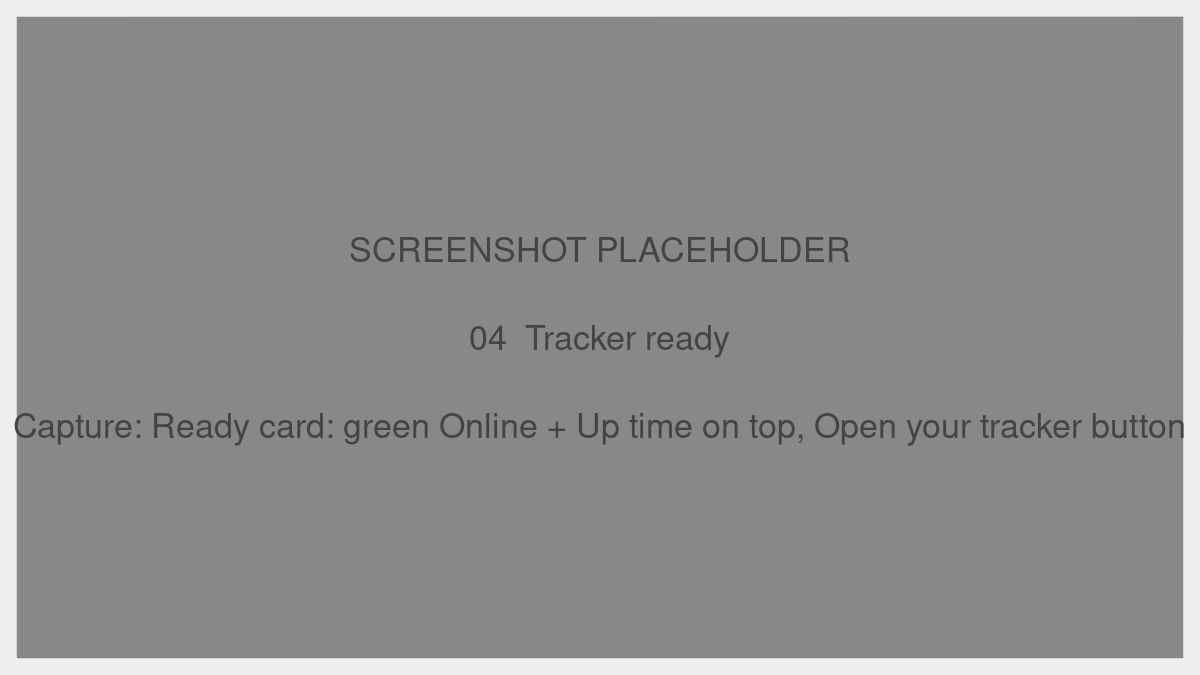 SCREENSHOT PLACEHOLDER
04  Tracker ready
Capture: Ready card: green Online + Up time on top, Open your tracker button